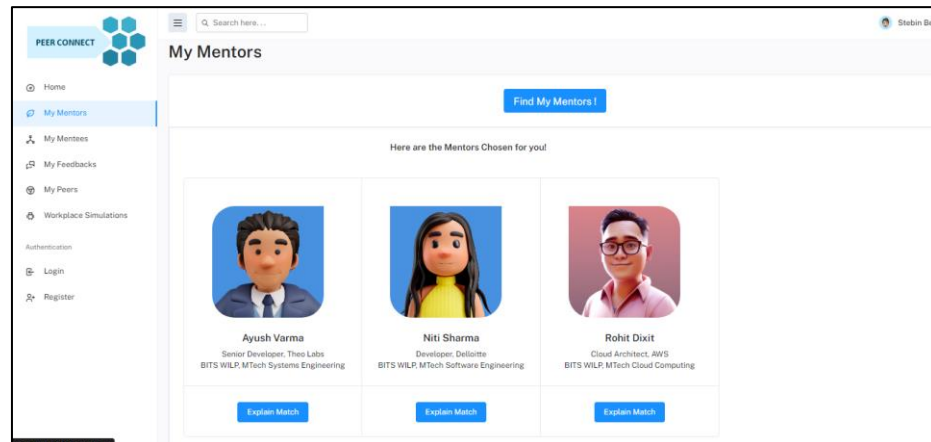 PEER CONNECT
Search here...
Stebin Be
My Mentors
Home
My Mentors
My Mentees
My Feedbacks
My Peers
Workplace Simulations
Authentication
Login
Register
Find My Mentors !
Here are the Mentors Chosen for you!
Ayush Varma
Senior Developer, Theo Labs
BITS WILP, MTech Systems Engineering
Explain Match
Niti Sharma
Developer, Delloitte
BITS WILP, MTech Software Engineering
Explain Match
Rohit Dixit
Cloud Architect, AWS
BITS WILP, MTech Cloud Computing
Explain Match